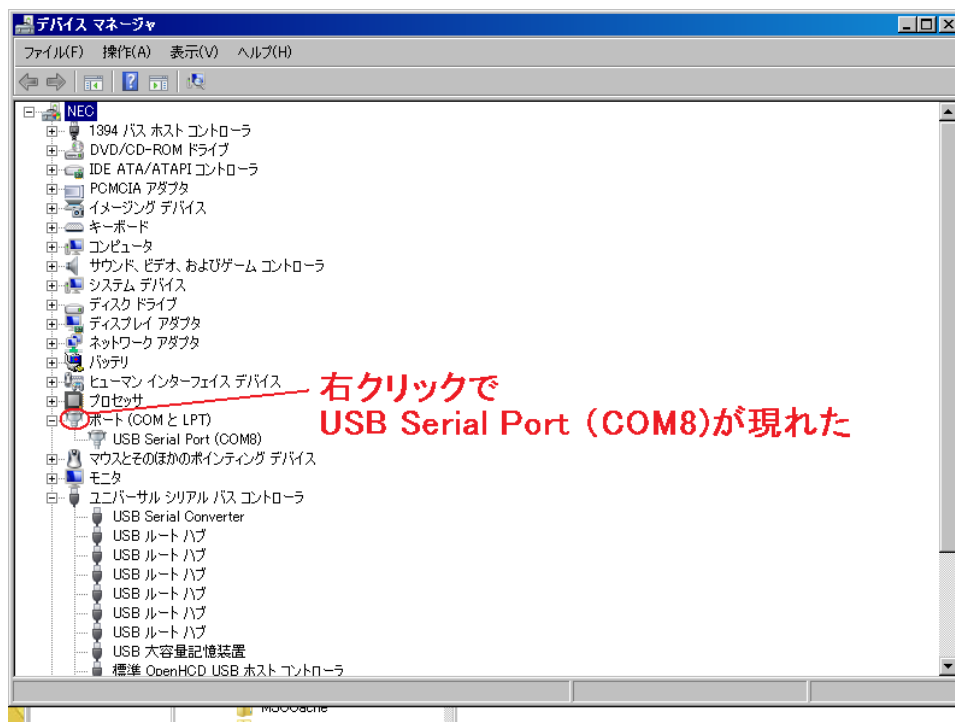 デバイス マネージャ
ファイル(F) 操作(A) 表示(V) ヘルプ(H)
NEC
1394 バス ホスト コントローラ
DVD/CD-ROM ドライブ
IDE ATA/ATAPI コントローラ
PCMCIA アダプタ
イメージング デバイス
キーボード
コンピュータ
サウンド、ビデオ、およびゲーム コントローラ
システム デバイス
ディスク ドライブ
ディスプレイ アダプタ
ネットワーク アダプタ
バッテリ
ヒューマン インターフェイス デバイス
プロセッサ
右クリックで
ポート (COM と LPT)
USB Serial Port (COM8)が現れた
USB Serial Port (COM8)
マウスとそのほかのポインティング デバイス
モニタ
ユニバーサル シリアル バス コントローラ
USB Serial Converter
USB ルート ハブ
USB ルート ハブ
USB ルート ハブ
USB ルート ハブ
USB ルート ハブ
USB ルート ハブ
USB 大容量記憶装置
標準 OpenHCD USB ホスト コントローラ
MSOCache